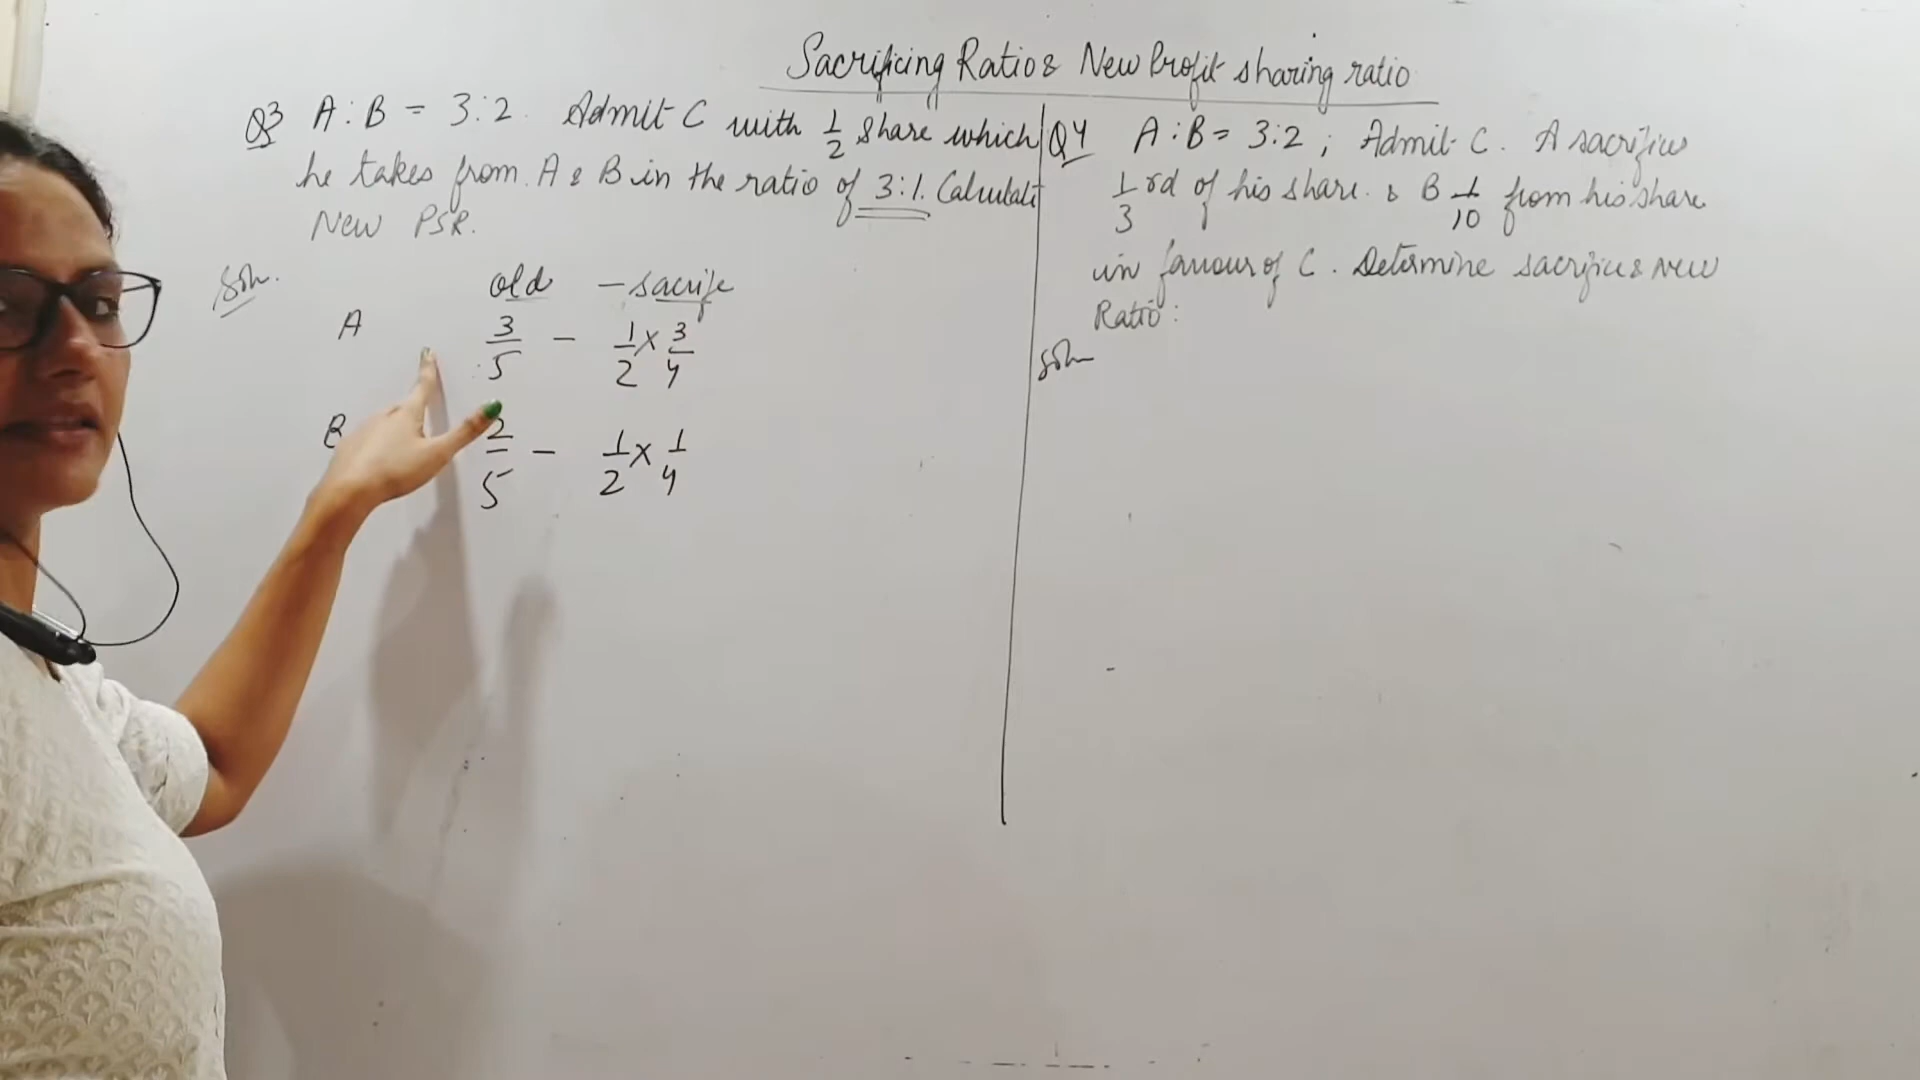 Sacrificing Ratio & New Profit sharing ratio
Q3 A : B = 3:2. Admit C with 1/2 share which
he takes from A & B in the ratio of 3:1. Calculate
New PSR.
Soln.
old - sacrife
A 3/5 - 1/2 x 3/4
B 2/5 - 1/2 x 1/4
Q4 A : B = 3:2 ; Admit C. A sacrifices
1/3 rd of his share & B 1/10 from his share
in favour of C. Determine sacrifice & New
Ratio :
Soln